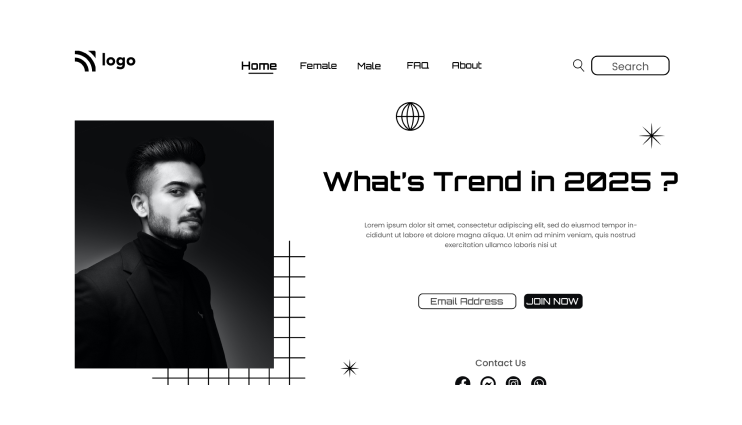 logo
Home Female Male FAQ About
Search
What's Trend in 2025 ?
Lorem ipsum dolor sit amet, consectetur adipiscing elit, sed do eiusmod tempor in-
cididunt ut labore et dolore magna aliqua. Ut enim ad minim veniam, quis nostrud
exercitation ullamco laboris nisi ut
Email Address JOIN NOW
Contact Us